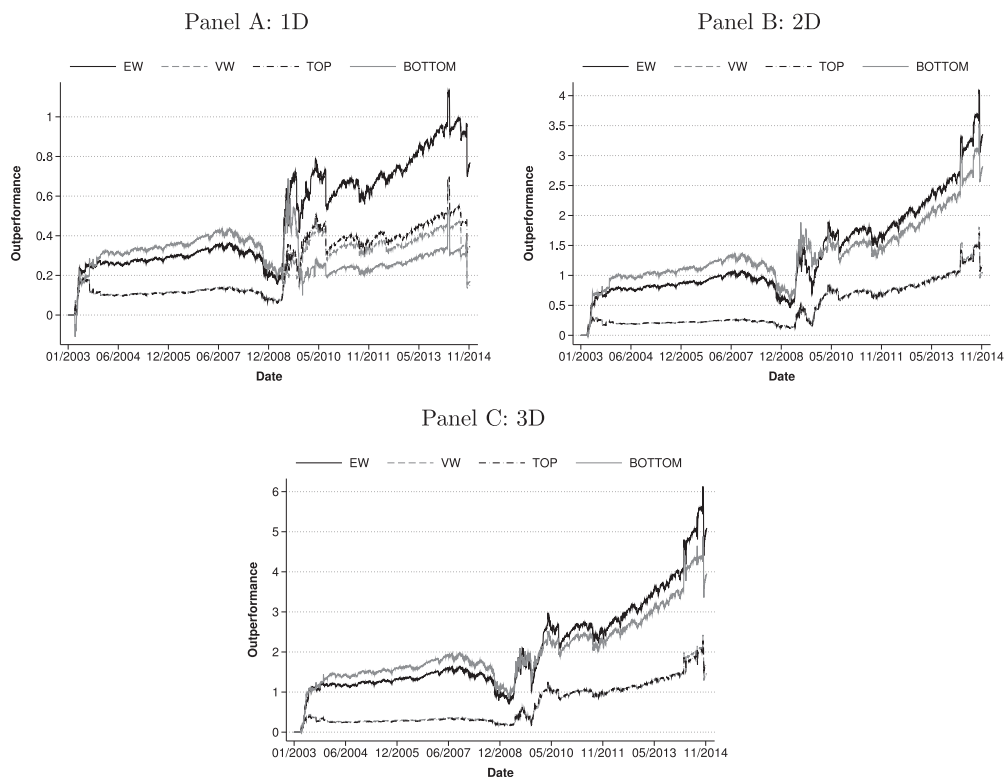 Panel A: 1D
EW VW TOP BOTTOM
1
0.8
0.6
0.4
0.2
0
Outperformance
01/2003 06/2004 12/2005 06/2007 12/2008 05/2010 11/2011 05/2013 11/2014
Date
Panel B: 2D
EW VW TOP BOTTOM
4
3.5
3
2.5
2
1.5
1
0.5
0
Outperformance
01/2003 06/2004 12/2005 06/2007 12/2008 05/2010 11/2011 05/2013 11/2014
Date
Panel C: 3D
EW VW TOP BOTTOM
6
5
4
3
2
1
0
Outperformance
01/2003 06/2004 12/2005 06/2007 12/2008 05/2010 11/2011 05/2013 11/2014
Date